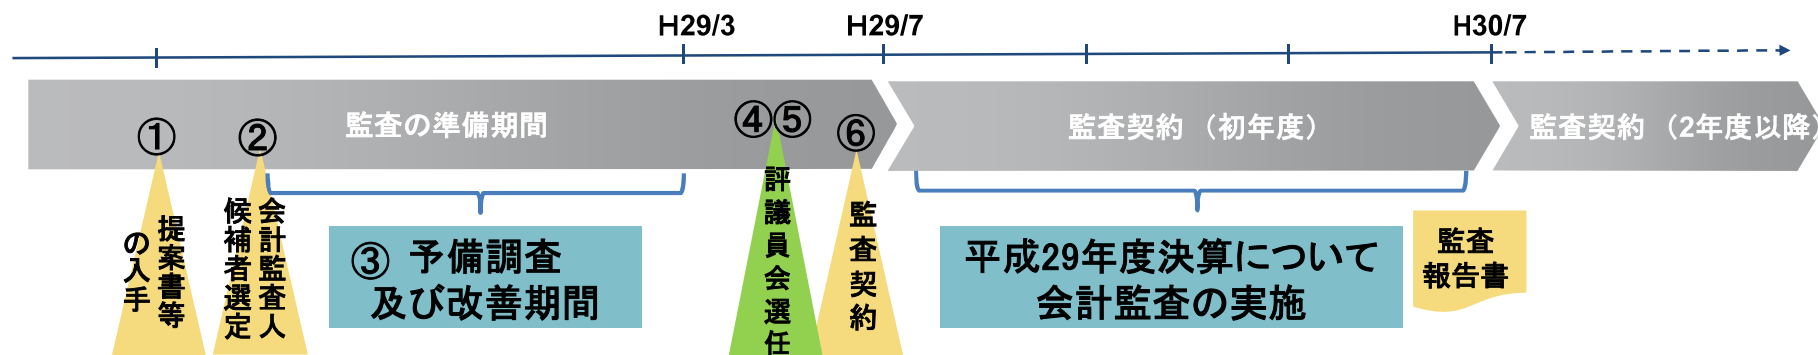 H29/3
H29/7
H30/7
監査の準備期間
監査契約（初年度）
監査契約（2年度以降）
①
②
④⑤
⑥
提案書等
の入手
会計監査人
候補者選定
③ 予備調査
及び改善期間
評議員会選任
監査契約
平成29年度決算について
会計監査の実施
監査
報告書